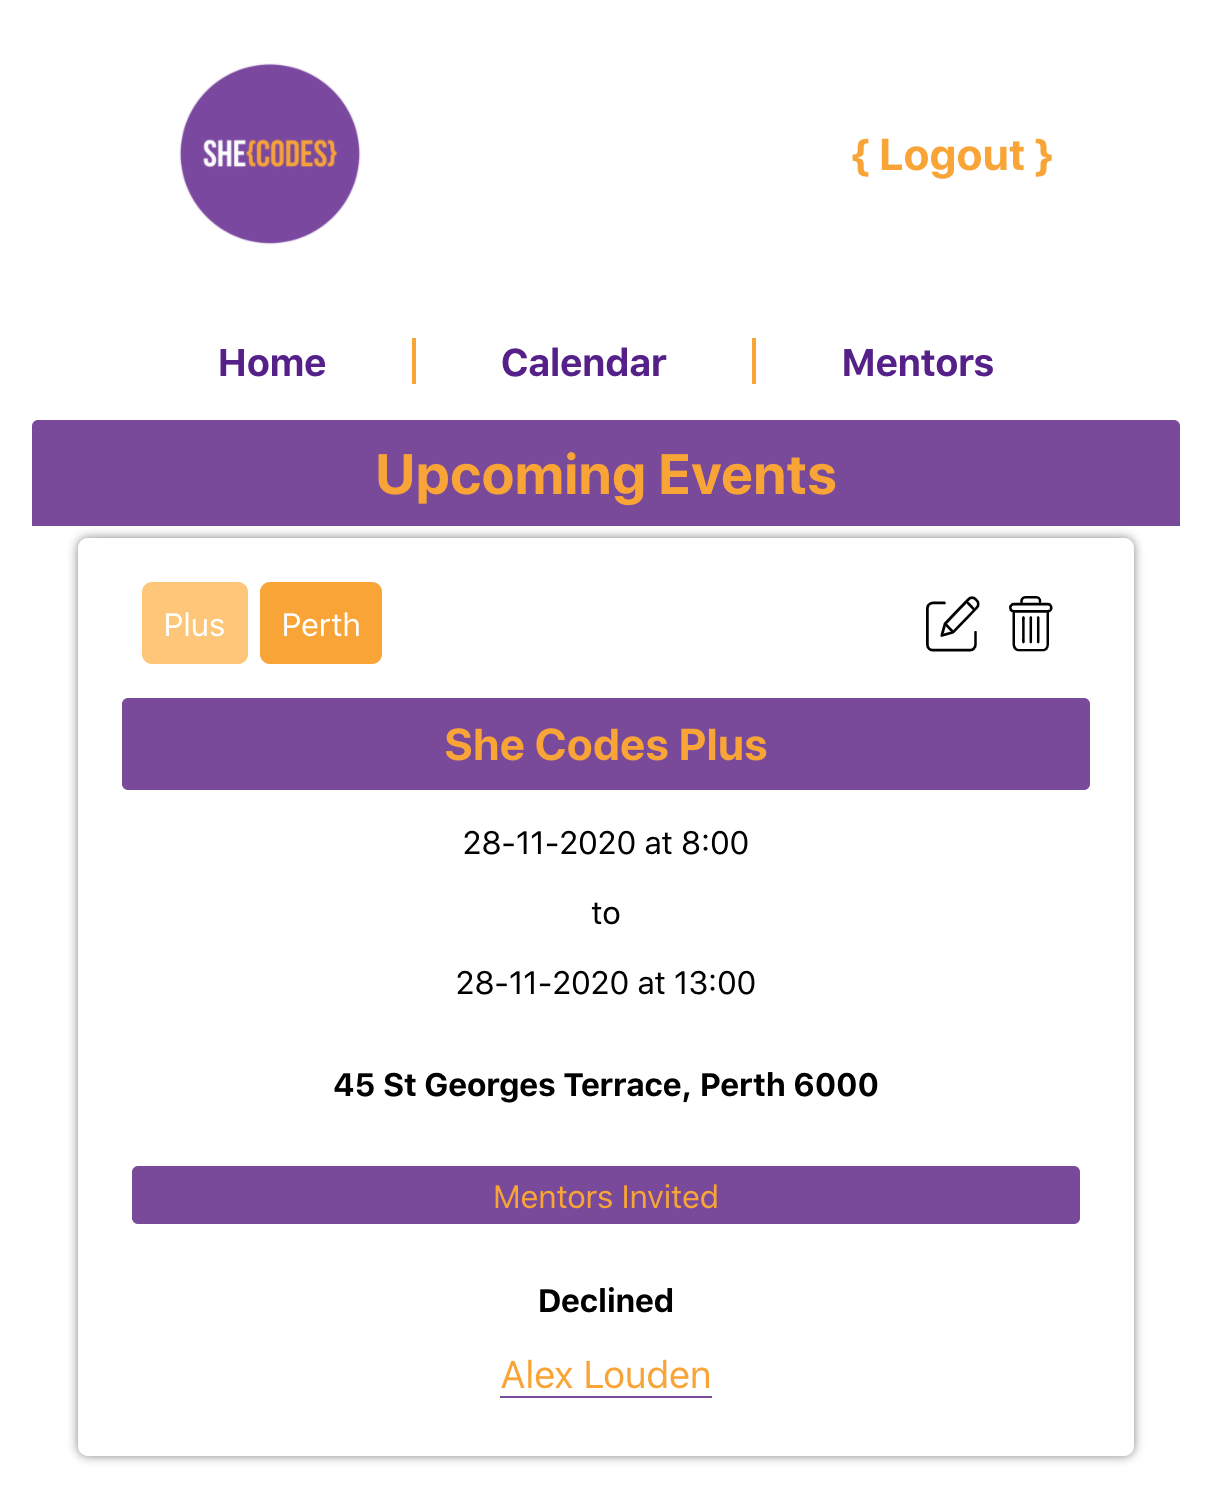 SHE{CODES}
{ Logout }
Home
Calendar
Mentors
Upcoming Events
Plus
Perth
She Codes Plus
28-11-2020 at 8:00
to
28-11-2020 at 13:00
45 St Georges Terrace, Perth 6000
Mentors Invited
Declined
Alex Louden